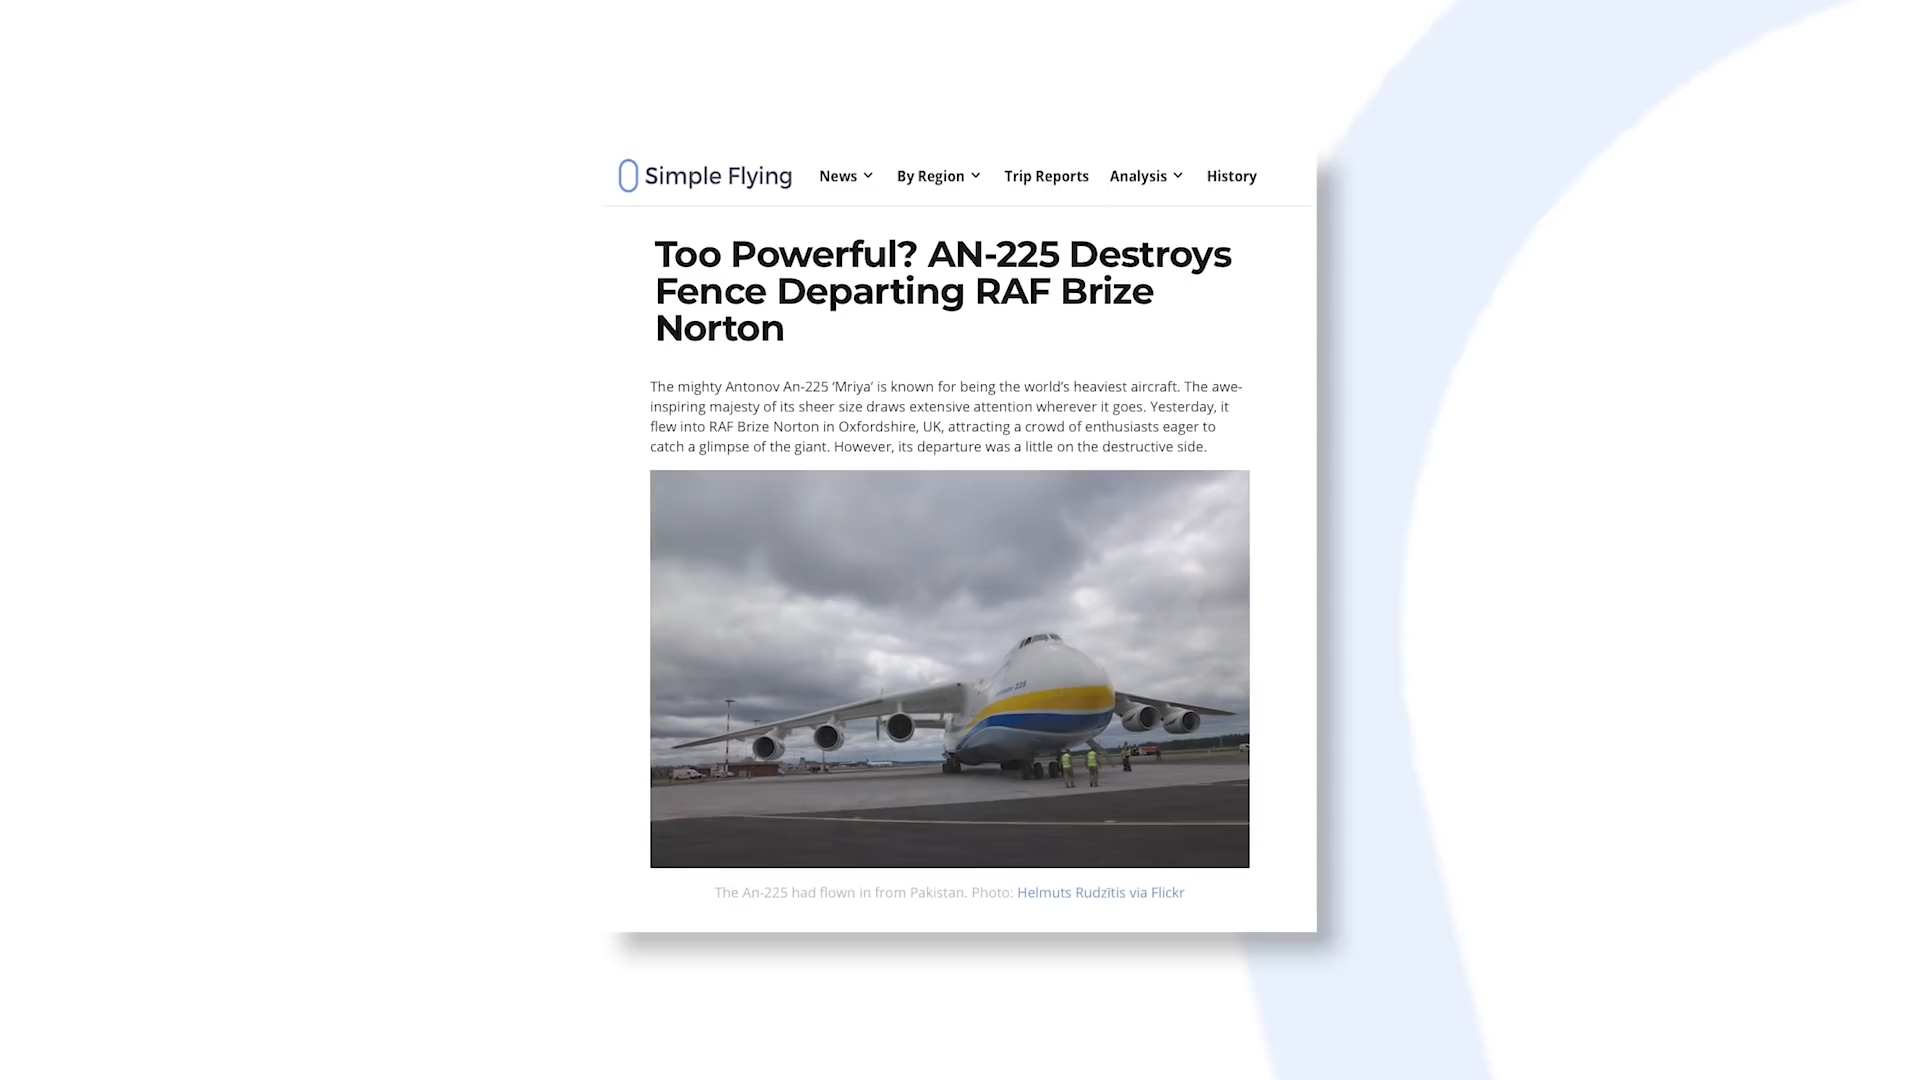 Simple Flying News By Region Trip Reports Analysis History
Too Powerful? AN-225 Destroys
Fence Departing RAF Brize
Norton
The mighty Antonov An-225 ‘Mriya’ is known for being the world’s heaviest aircraft. The awe-
inspiring majesty of its sheer size draws extensive attention wherever it goes. Yesterday, it
flew into RAF Brize Norton in Oxfordshire, UK, attracting a crowd of enthusiasts eager to
catch a glimpse of the giant. However, its departure was a little on the destructive side.
The An-225 had flown in from Pakistan. Photo: Helmuts Rudzītis via Flickr